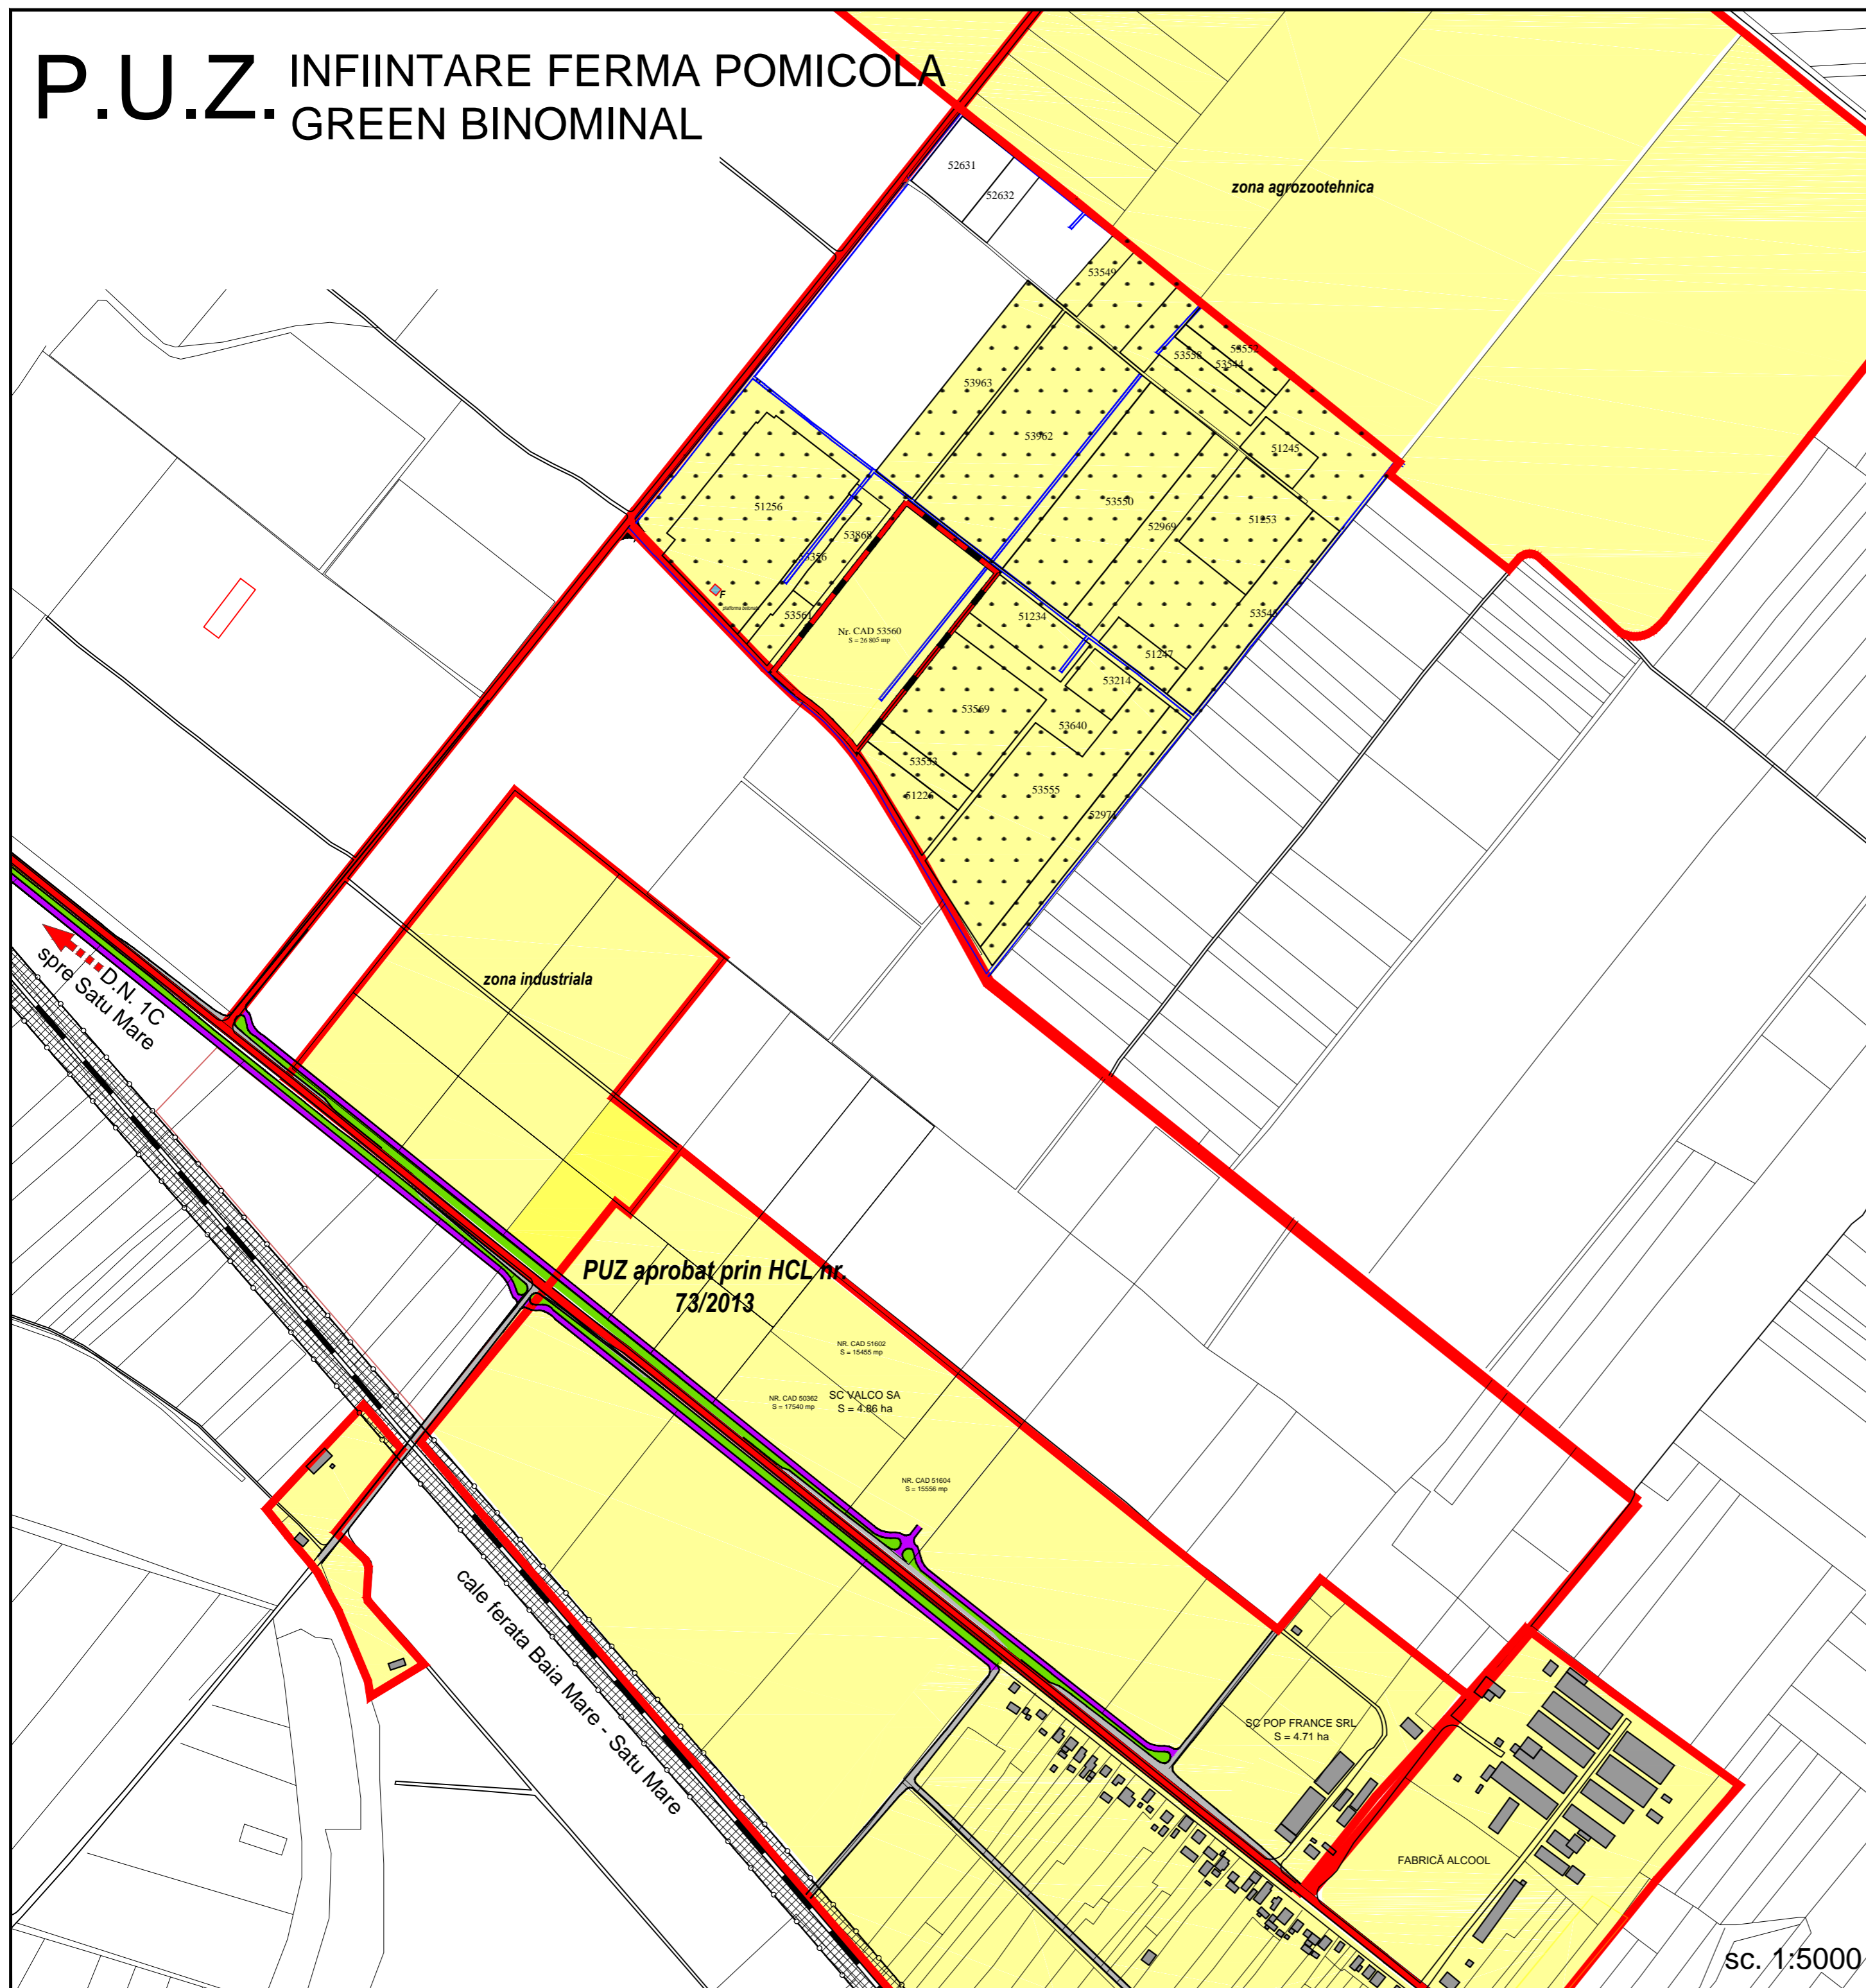 P.U.Z. INFIINTARE FERMA POMICOLA
GREEN BINOMINAL
zona agrozootehnica
52631
52632
53549
53558
53552
53544
53963
53962
51245
51256
53550
52969
51253
53868
53356
F
platforma betonata
53561
Nr. CAD 53560
S = 26 805 mp
51234
51247
53214
53569
53640
53553
51226
53555
zona industriala
D.N. 1C
spre Satu Mare
PUZ aprobat prin HCL nr.
73/2013
NR. CAD 51602
S = 15455 mp
NR. CAD 50362
S = 17540 mp
SC VALCO SA
S = 4.86 ha
NR. CAD 51604
S = 15556 mp
cale ferata Baia Mare - Satu Mare
SC POP FRANCE SRL
S = 4.71 ha
FABRICĂ ALCOOL
sc. 1:5000